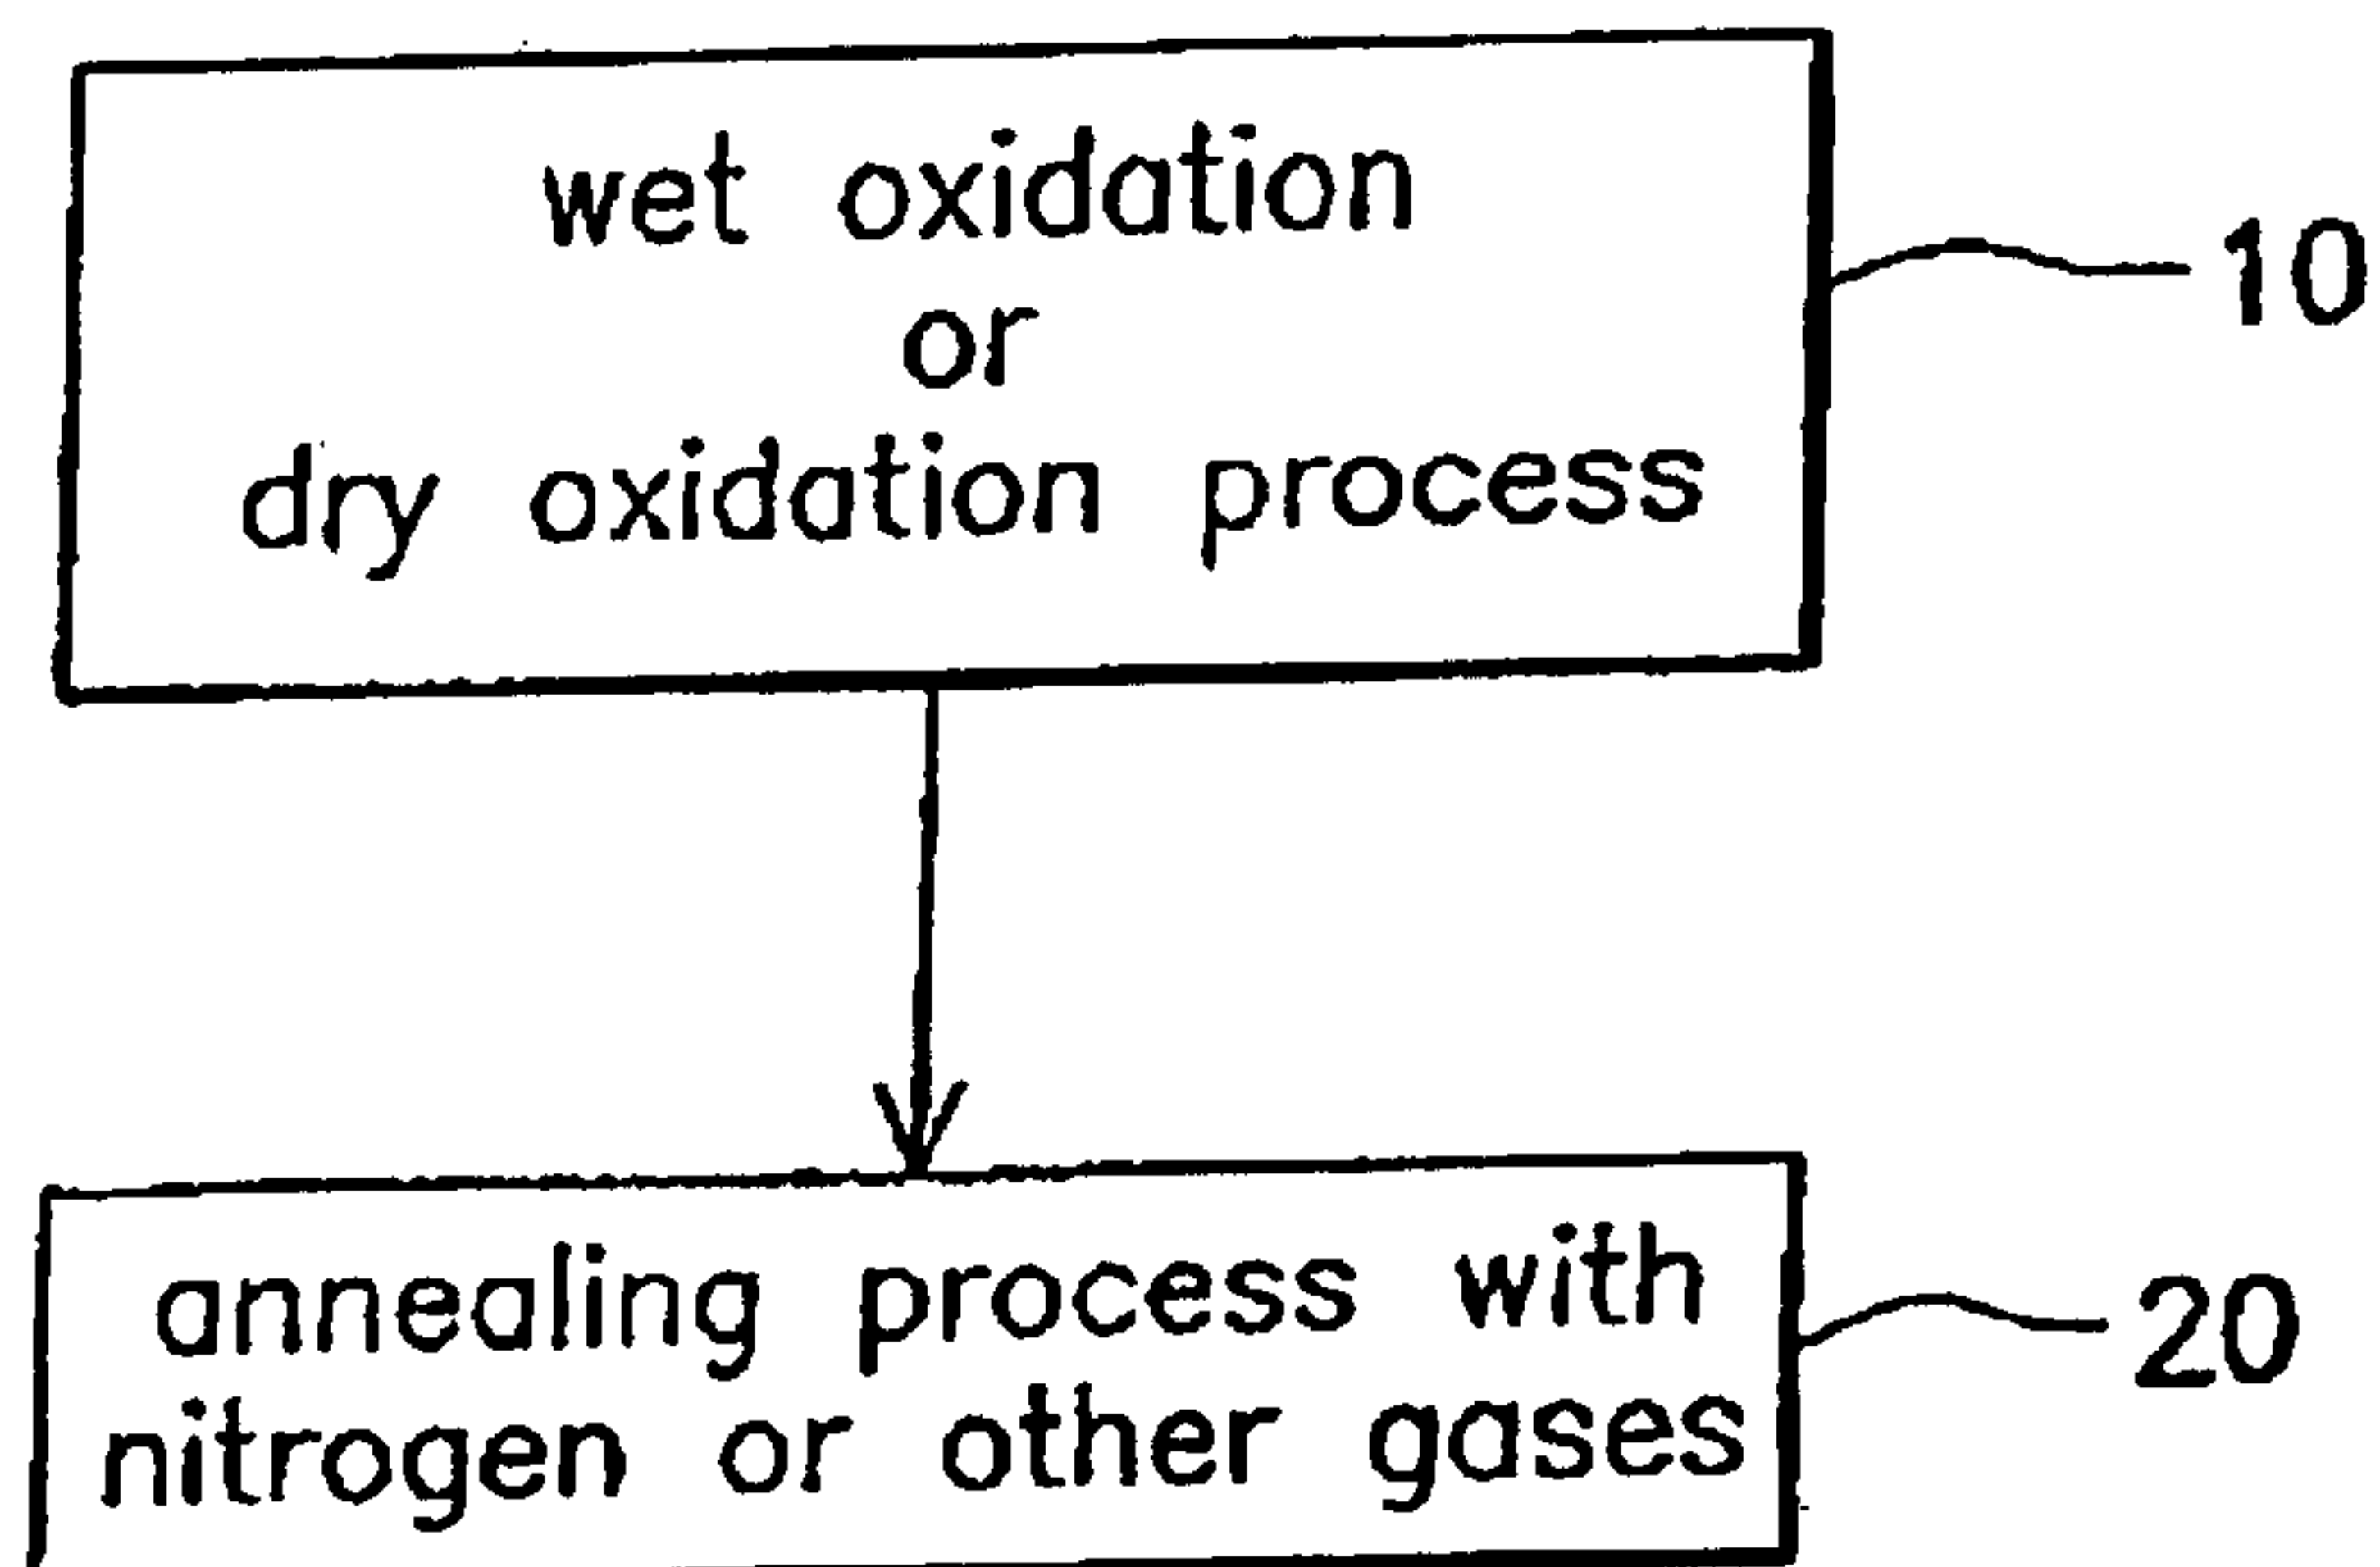 wet oxidation
or
dry oxidation process
10
annealing process with
nitrogen or other gases
20